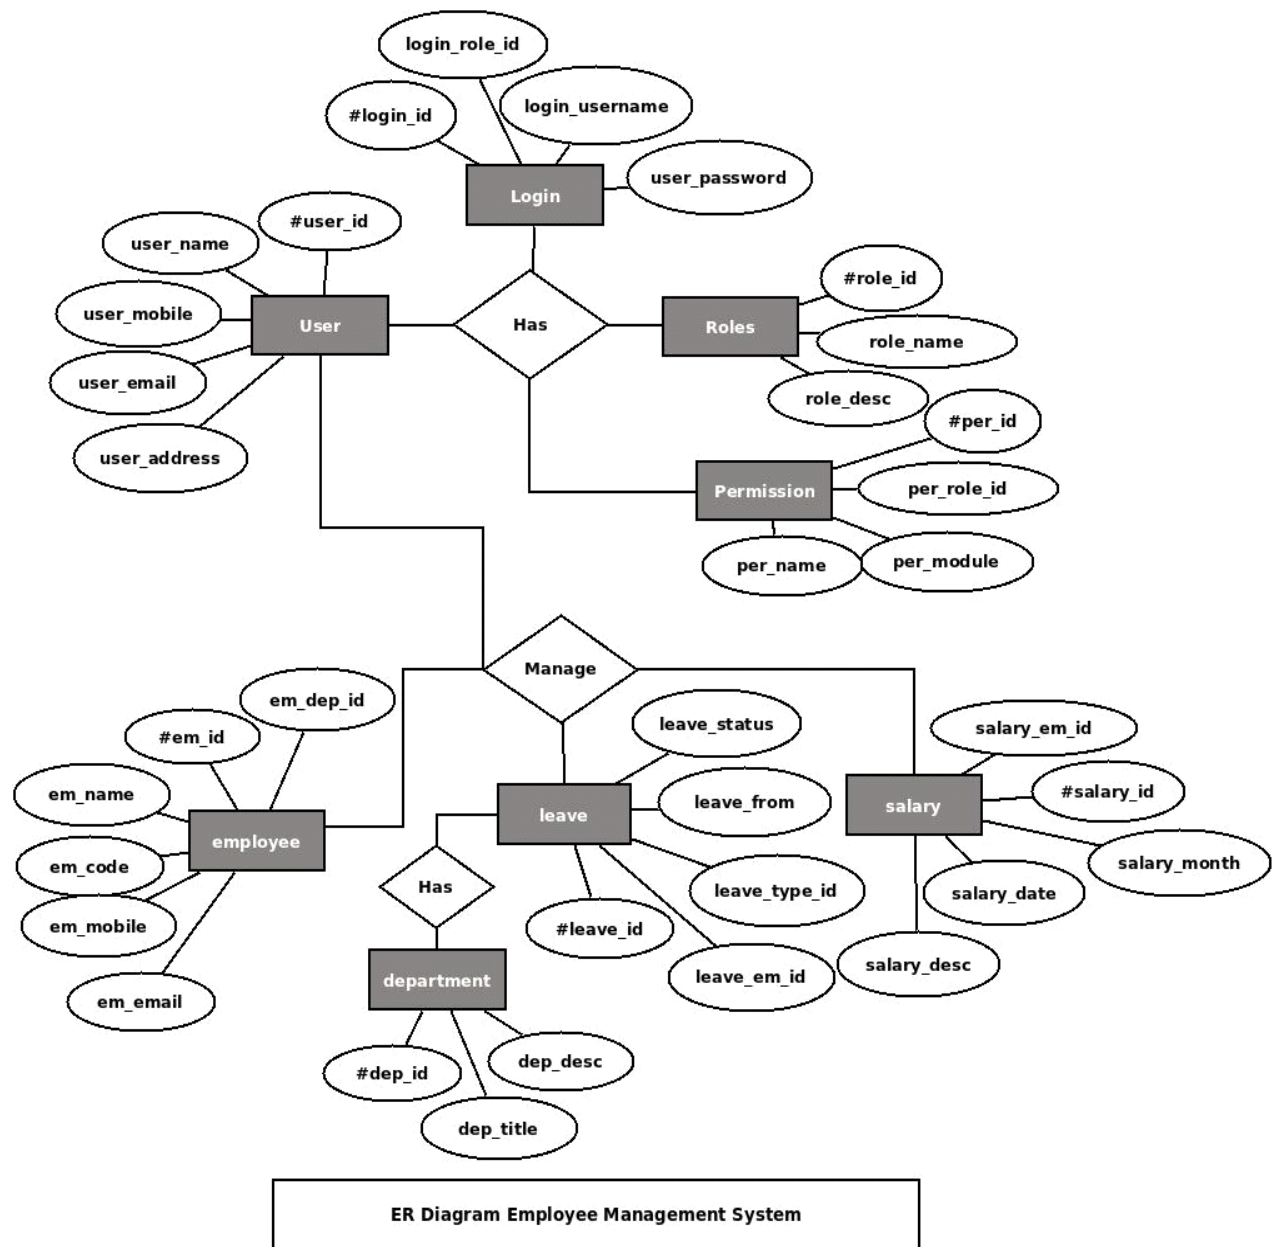 login_role_id
login_username
#login_id
user_password
Login
#user_id
user_name
#role_id
user_mobile
User
Has
Roles
role_name
user_email
role_desc
#per_id
user_address
Permission
per_role_id
per_name
per_module
Manage
em_dep_id
leave_status
salary_em_id
#em_id
em_name
leave_from
#salary_id
employee
leave
salary
em_code
Has
leave_type_id
salary_date
salary_month
em_mobile
#leave_id
em_email
department
leave_em_id
salary_desc
#dep_id
dep_desc
dep_title
ER Diagram Employee Management System